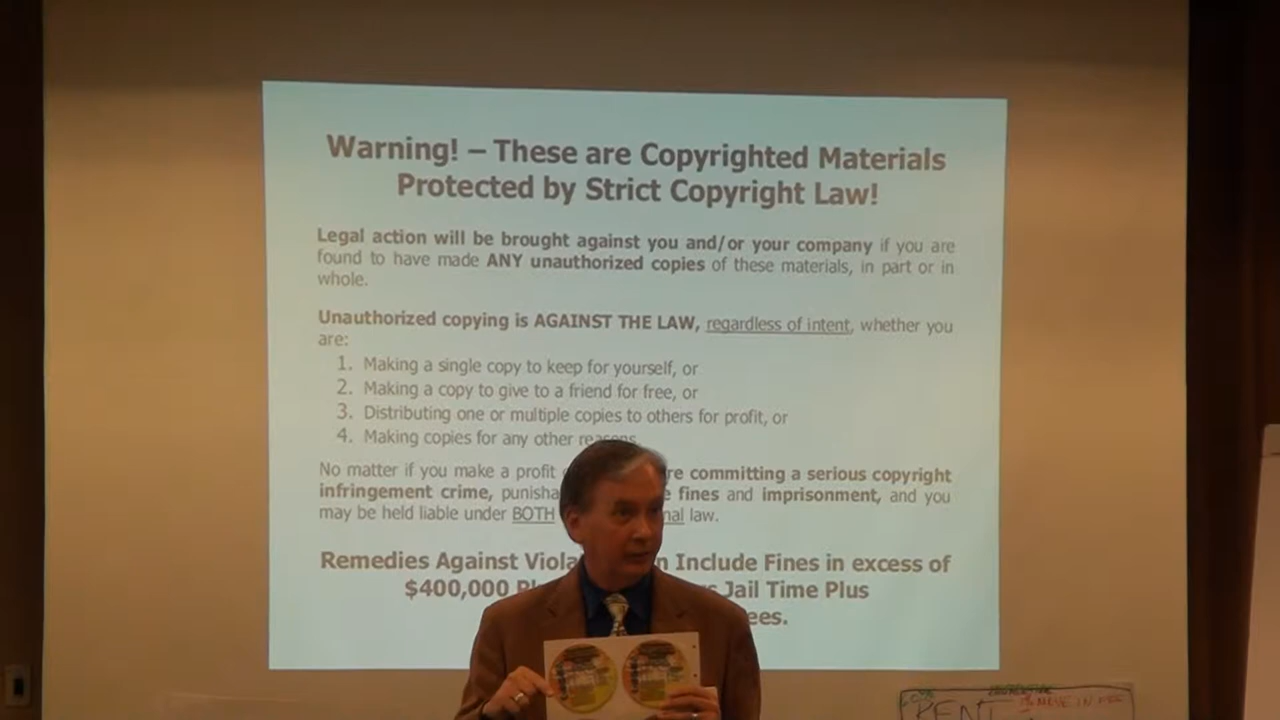 Warning! – These are Copyrighted Materials
Protected by Strict Copyright Law!
Legal action will be brought against you and/or your company if you are
found to have made ANY unauthorized copies of these materials, in part or in
whole.
Unauthorized copying is AGAINST THE LAW, regardless of intent, whether you
are:
1. Making a single copy to keep for yourself, or
2. Making a copy to give to a friend for free, or
3. Distributing one or multiple copies to others for profit, or
4. Making copies for any other reasons.
No matter if you make a profit re committing a serious copyright
infringement crime, punisha fines and imprisonment, and you
may be held liable under BOTH nal law.
Remedies Against Viola n Include Fines in excess of
$400,000 Jail Time Plus
ees.
RENT
MOVE IN FEE